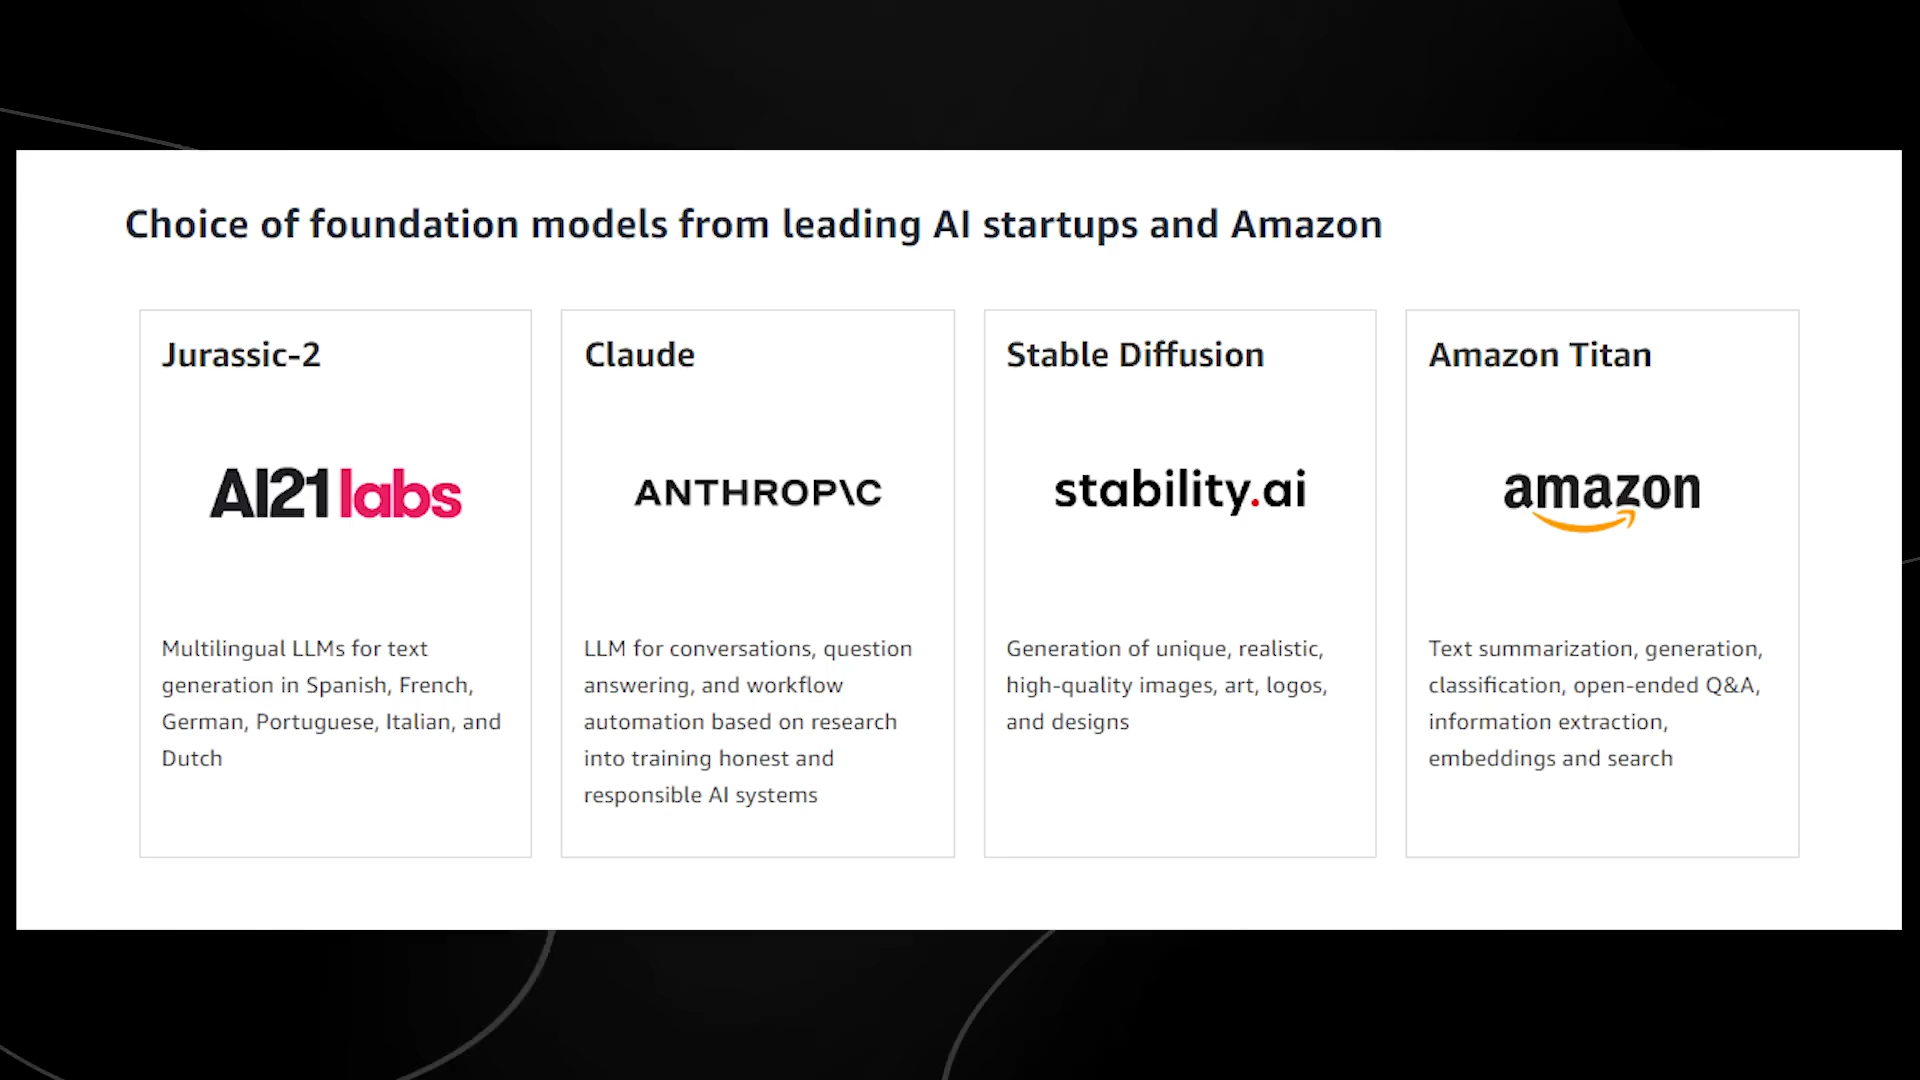 Choice of foundation models from leading AI startups and Amazon
Jurassic-2
AI21labs
Multilingual LLMs for text
generation in Spanish, French,
German, Portuguese, Italian, and
Dutch
Claude
ANTHROP\C
LLM for conversations, question
answering, and workflow
automation based on research
into training honest and
responsible AI systems
Stable Diffusion
stability.ai
Generation of unique, realistic,
high-quality images, art, logos,
and designs
Amazon Titan
amazon
Text summarization, generation,
classification, open-ended Q&A,
information extraction,
embeddings and search